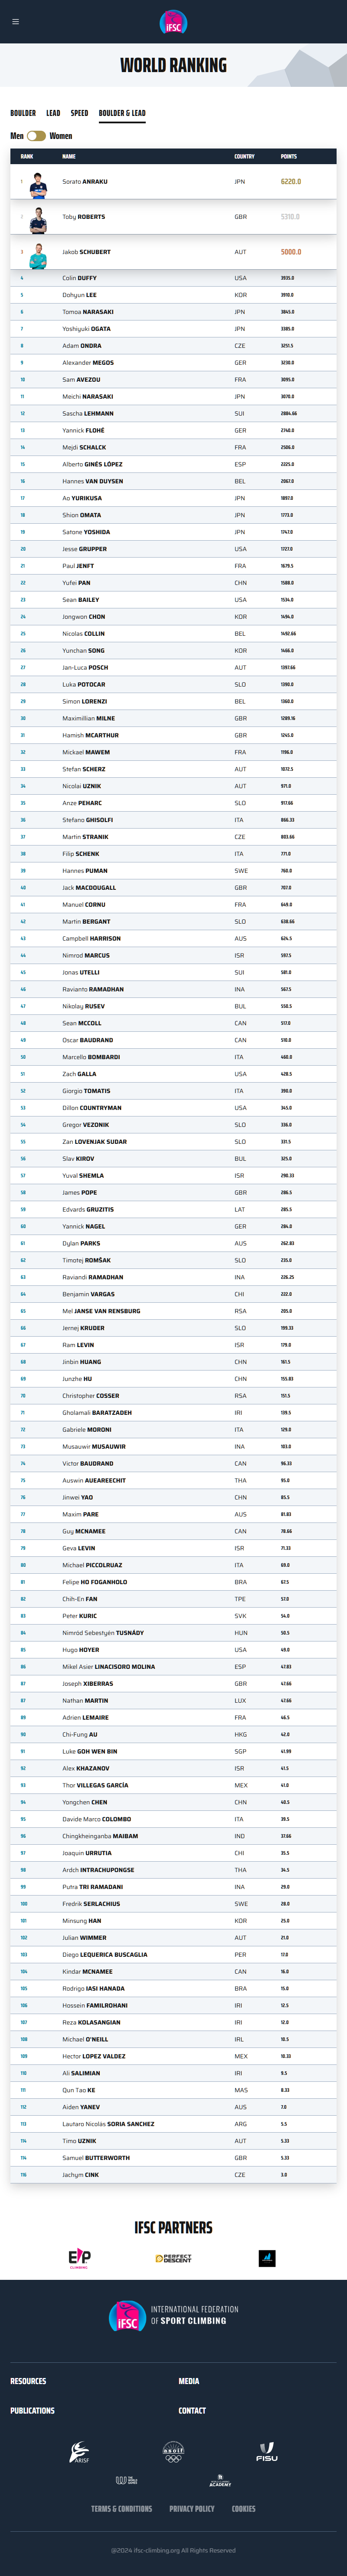 IFSC
WORLD RANKING
BOULDER LEAD SPEED BOULDER & LEAD
Men Women
RANK NAME COUNTRY POINTS
1 Sorato ANRAKU JPN 6220.0
2 Toby ROBERTS GBR 5310.0
3 Jakob SCHUBERT AUT 5000.0
4 Colin DUFFY USA 3935.0
5 Dohyun LEE KOR 3910.0
6 Tomoa NARASAKI JPN 3845.0
7 Yoshiyuki OGATA JPN 3385.0
8 Adam ONDRA CZE 3251.5
9 Alexander MEGOS GER 3230.0
10 Sam AVEZOU FRA 3095.0
11 Meichi NARASAKI JPN 3070.0
12 Sascha LEHMANN SUI 2884.66
13 Yannick FLOHÉ GER 2740.0
14 Mejdi SCHALCK FRA 2506.0
15 Alberto GINÉS LÓPEZ ESP 2225.0
16 Hannes VAN DUYSEN BEL 2067.0
17 Ao YURIKUSA JPN 1897.0
18 Shion OMATA JPN 1773.0
19 Satone YOSHIDA JPN 1747.0
20 Jesse GRUPPER USA 1727.0
21 Paul JENFT FRA 1679.5
22 Yufei PAN CHN 1588.0
23 Sean BAILEY USA 1534.0
24 Jongwon CHON KOR 1494.0
25 Nicolas COLLIN BEL 1492.66
26 Yunchan SONG KOR 1466.0
27 Jan-Luca POSCH AUT 1397.66
28 Luka POTOCAR SLO 1390.0
29 Simon LORENZI BEL 1360.0
30 Maximillian MILNE GBR 1289.16
31 Hamish MCARTHUR GBR 1245.0
32 Mickael MAWEM FRA 1196.0
33 Stefan SCHERZ AUT 1072.5
34 Nicolai UZNIK AUT 971.0
35 Anze PEHARC SLO 917.66
36 Stefano GHISOLFI ITA 866.33
37 Martin STRANIK CZE 803.66
38 Filip SCHENK ITA 771.0
39 Hannes PUMAN SWE 760.0
40 Jack MACDOUGALL GBR 707.0
41 Manuel CORNU FRA 649.0
42 Martin BERGANT SLO 638.66
43 Campbell HARRISON AUS 624.5
44 Nimrod MARCUS ISR 597.5
45 Jonas UTELLI SUI 581.0
46 Ravianto RAMADHAN INA 567.5
47 Nikolay RUSEV BUL 550.5
48 Sean MCCOLL CAN 517.0
49 Oscar BAUDRAND CAN 510.0
50 Marcello BOMBARDI ITA 460.0
51 Zach GALLA USA 428.5
52 Giorgio TOMATIS ITA 390.0
53 Dillon COUNTRYMAN USA 345.0
54 Gregor VEZONIK SLO 336.0
55 Zan LOVENJAK SUDAR SLO 331.5
56 Slav KIROV BUL 325.0
57 Yuval SHEMLA ISR 290.33
58 James POPE GBR 286.5
59 Edvards GRUZITIS LAT 285.5
60 Yannick NAGEL GER 284.0
61 Dylan PARKS AUS 262.83
62 Timotej ROMŠAK SLO 235.0
63 Raviandi RAMADHAN INA 226.25
64 Benjamin VARGAS CHI 222.0
65 Mel JANSE VAN RENSBURG RSA 205.0
66 Jernej KRUDER SLO 199.33
67 Ram LEVIN ISR 179.0
68 Jinbin HUANG CHN 161.5
69 Junzhe HU CHN 155.83
70 Christopher COSSER RSA 151.5
71 Gholamali BARATZADEH IRI 139.5
72 Gabriele MORONI ITA 129.0
73 Musauwir MUSAUWIR INA 103.0
74 Victor BAUDRAND CAN 96.33
75 Auswin AUEAREECHIT THA 95.0
76 Jinwei YAO CHN 85.5
77 Maxim PARE AUS 81.83
78 Guy MCNAMEE CAN 78.66
79 Geva LEVIN ISR 71.33
80 Michael PICCOLRUAZ ITA 69.0
81 Felipe HO FOGANHOLO BRA 67.5
82 Chih-En FAN TPE 57.0
83 Peter KURIC SVK 54.0
84 Nimród Sebestyén TUSNÁDY HUN 50.5
85 Hugo HOYER USA 49.0
86 Mikel Asier LINACISORO MOLINA ESP 47.83
87 Joseph XIBERRAS GBR 47.66
87 Nathan MARTIN LUX 47.66
89 Adrien LEMAIRE FRA 46.5
90 Chi-Fung AU HKG 42.0
91 Luke GOH WEN BIN SGP 41.99
92 Alex KHAZANOV ISR 41.5
93 Thor VILLEGAS GARCÍA MEX 41.0
94 Yongchen CHEN CHN 40.5
95 Davide Marco COLOMBO ITA 39.5
96 Chingkheinganba MAIBAM IND 37.66
97 Joaquin URRUTIA CHI 35.5
98 Ardch INTRACHUPONGSE THA 34.5
99 Putra TRI RAMADANI INA 29.0
100 Fredrik SERLACHIUS SWE 28.0
101 Minsung HAN KOR 25.0
102 Julian WIMMER AUT 21.0
103 Diego LEQUERICA BUSCAGLIA PER 17.0
104 Kindar MCNAMEE CAN 16.0
105 Rodrigo IASI HANADA BRA 15.0
106 Hossein FAMILROHANI IRI 12.5
107 Reza KOLASANGIAN IRI 12.0
108 Michael O'NEILL IRL 10.5
109 Hector LOPEZ VALDEZ MEX 10.33
110 Ali SALIMIAN IRI 9.5
111 Qun Tao KE MAS 8.33
112 Aiden YANEV AUS 7.0
113 Lautaro Nicolás SORIA SANCHEZ ARG 5.5
114 Timo UZNIK AUT 5.33
114 Samuel BUTTERWORTH GBR 5.33
116 Jachym CINK CZE 3.0
IFSC PARTNERS
EP CLIMBING
PERFECT DESCENT
IFSC INTERNATIONAL FEDERATION
OF SPORT CLIMBING
RESOURCES MEDIA
PUBLICATIONS CONTACT
ARISF asoif FISU
ACADEMY
TERMS & CONDITIONS PRIVACY POLICY COOKIES
@2024 ifsc-climbing.org All Rights Reserved